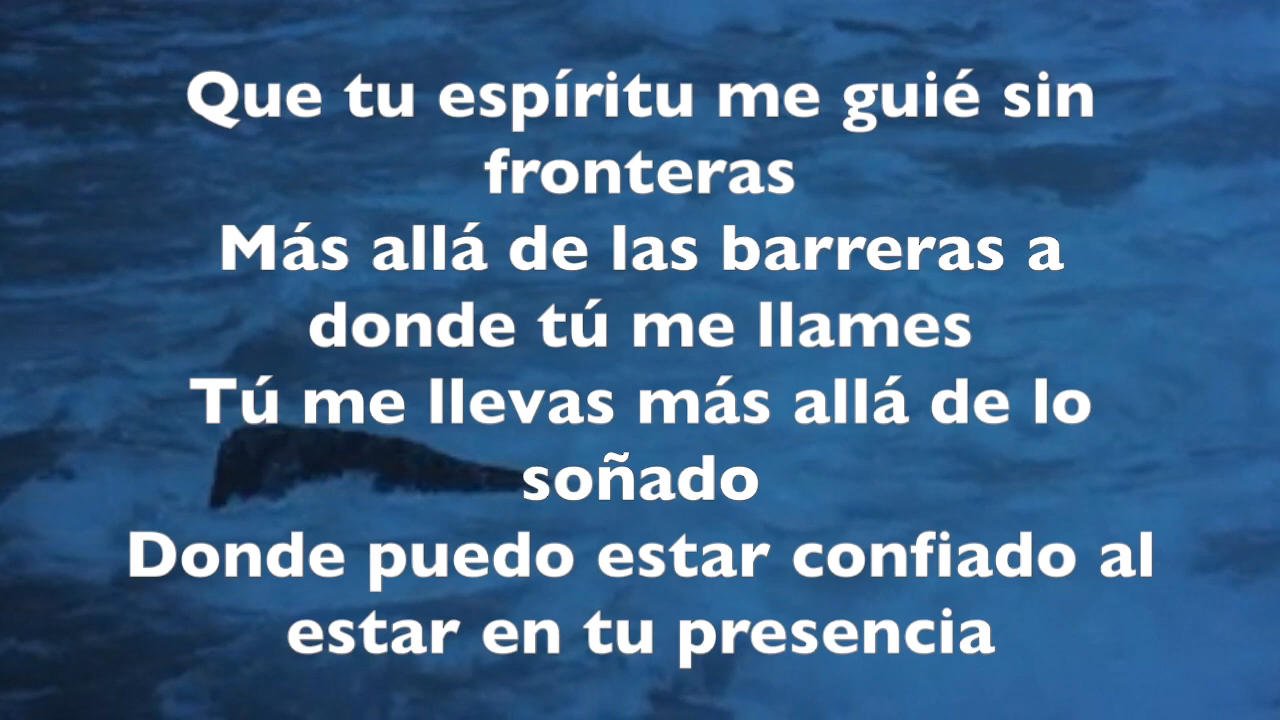 Que tu espíritu me guié sin
fronteras
Más allá de las barreras a
donde tú me llames
Tú me llevas más allá de lo
soñado
Donde puedo estar confiado al
estar en tu presencia